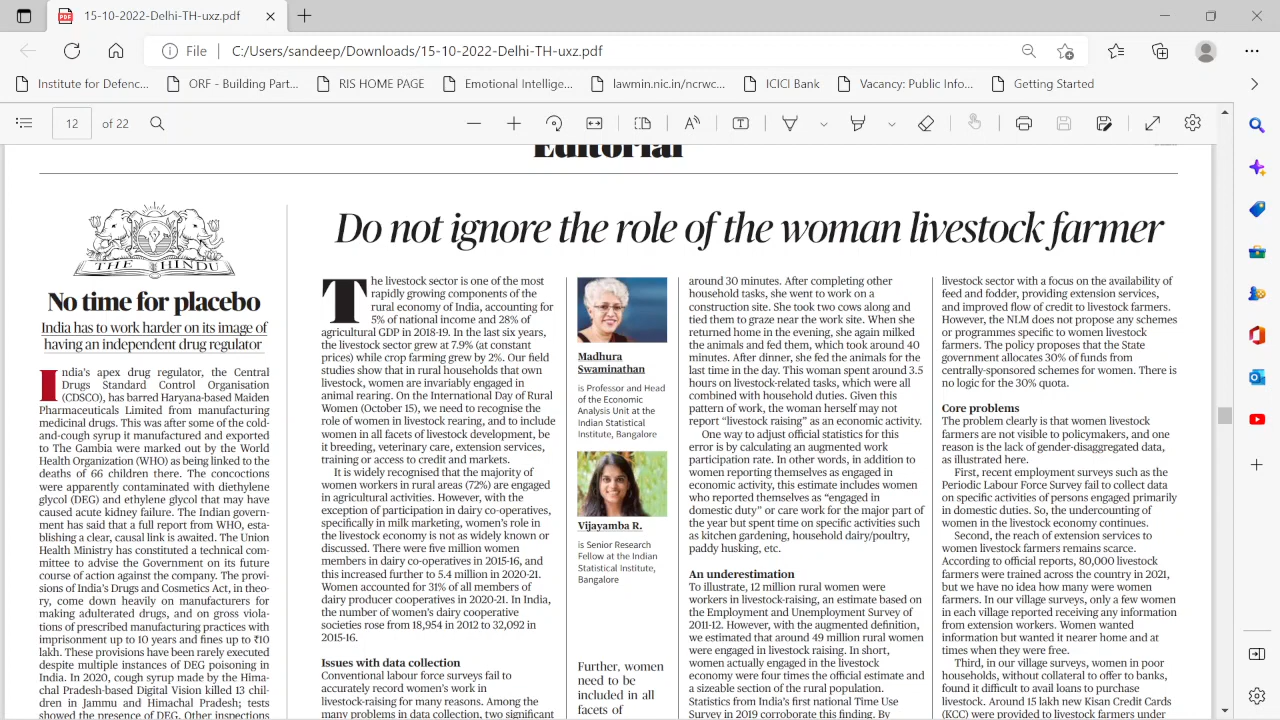 15-10-2022-Delhi-TH-uxz.pdf
File
C:/Users/sandeep/Downloads/15-10-2022-Delhi-TH-uxz.pdf
Institute for Defenc...
ORF - Building Part...
RIS HOME PAGE
Emotional Intellige...
lawmin.nic.in/ncrwc...
ICICI Bank
Vacancy: Public Info...
Getting Started
12 of 22
Editorial
THE HINDU
No time for placebo
India has to work harder on its image of
having an independent drug regulator
India's apex drug regulator, the Central
Drugs Standard Control Organisation
(CDSCO), has barred Haryana-based Maiden
Pharmaceuticals Limited from manufacturing
medicinal drugs. This was after some of the cold-
and-cough syrup it manufactured and exported
to The Gambia were marked out by the World
Health Organization (WHO) as being linked to the
deaths of 66 children there. The concoctions
were apparently contaminated with diethylene
glycol (DEG) and ethylene glycol that may have
caused acute kidney failure. The Indian govern-
ment has said that a full report from WHO, esta-
blishing a clear, causal link is awaited. The Union
Health Ministry has constituted a technical com-
mittee to advise the Government on its future
course of action against the company. The provi-
sions of India's Drugs and Cosmetics Act, in theo-
ry, come down heavily on manufacturers for
making adulterated drugs, and on gross viola-
tions of prescribed manufacturing practices with
imprisonment up to 10 years and fines up to ₹10
lakh. These provisions have been rarely executed
despite multiple instances of DEG poisoning in
India. In 2020, cough syrup made by the Hima-
chal Pradesh-based Digital Vision killed 13 chil-
dren in Jammu and Himachal Pradesh; tests
showed the presence of DEG. Other inspections
Do not ignore the role of the woman livestock farmer
The livestock sector is one of the most
rapidly growing components of the
rural economy of India, accounting for
5% of national income and 28% of
agricultural GDP in 2018-19. In the last six years,
the livestock sector grew at 7.9% (at constant
prices) while crop farming grew by 2%. Our field
studies show that in rural households that own
livestock, women are invariably engaged in
animal rearing. On the International Day of Rural
Women (October 15), we need to recognise the
role of women in livestock rearing, and to include
women in all facets of livestock development, be
it breeding, veterinary care, extension services,
training or access to credit and markets.
It is widely recognised that the majority of
women workers in rural areas (72%) are engaged
in agricultural activities. However, with the
exception of participation in dairy co-operatives,
specifically in milk marketing, women's role in
the livestock economy is not as widely known or
discussed. There were five million women
members in dairy co-operatives in 2015-16, and
this increased further to 5.4 million in 2020-21.
Women accounted for 31% of all members of
dairy producer cooperatives in 2020-21. In India,
the number of women's dairy cooperative
societies rose from 18,954 in 2012 to 32,092 in
2015-16.
Issues with data collection
Conventional labour force surveys fail to
accurately record women's work in
livestock-raising for many reasons. Among the
many problems in data collection, two significant
Madhura
Swaminathan
is Professor and Head
of the Economic
Analysis Unit at the
Indian Statistical
Institute, Bangalore
Vijayamba R.
is Senior Research
Fellow at the Indian
Statistical Institute,
Bangalore
Further, women
need to be
included in all
facets of
around 30 minutes. After completing other
household tasks, she went to work on a
construction site. She took two cows along and
tied them to graze near the work site. When she
returned home in the evening, she again milked
the animals and fed them, which took around 40
minutes. After dinner, she fed the animals for the
last time in the day. This woman spent around 3.5
hours on livestock-related tasks, which were all
combined with household duties. Given this
pattern of work, the woman herself may not
report "livestock raising" as an economic activity.
One way to adjust official statistics for this
error is by calculating an augmented work
participation rate. In other words, in addition to
women reporting themselves as engaged in
economic activity, this estimate includes women
who reported themselves as "engaged in
domestic duty" or care work for the major part of
the year but spent time on specific activities such
as kitchen gardening, household dairy/poultry,
paddy husking, etc.
An underestimation
To illustrate, 12 million rural women were
workers in livestock-raising, an estimate based on
the Employment and Unemployment Survey of
2011-12. However, with the augmented definition,
we estimated that around 49 million rural women
were engaged in livestock raising. In short,
women actually engaged in the livestock
economy were four times the official estimate and
a sizeable section of the rural population.
Statistics from India's first national Time Use
Survey in 2019 corroborate this finding. By
livestock sector with a focus on the availability of
feed and fodder, providing extension services,
and improved flow of credit to livestock farmers.
However, the NLM does not propose any schemes
or programmes specific to women livestock
farmers. The policy proposes that the State
government allocates 30% of funds from
centrally-sponsored schemes for women. There is
no logic for the 30% quota.
Core problems
The problem clearly is that women livestock
farmers are not visible to policymakers, and one
reason is the lack of gender-disaggregated data,
as illustrated here.
First, recent employment surveys such as the
Periodic Labour Force Survey fail to collect data
on specific activities of persons engaged primarily
in domestic duties. So, the undercounting of
women in the livestock economy continues.
Second, the reach of extension services to
women livestock farmers remains scarce.
According to official reports, 80,000 livestock
farmers were trained across the country in 2021,
but we have no idea how many were women
farmers. In our village surveys, only a few women
in each village reported receiving any information
from extension workers. Women wanted
information but wanted it nearer home and at
times when they were free.
Third, in our village surveys, women in poor
households, without collateral to offer to banks,
found it difficult to avail loans to purchase
livestock. Around 15 lakh new Kisan Credit Cards
(KCC) were provided to livestock farmers under